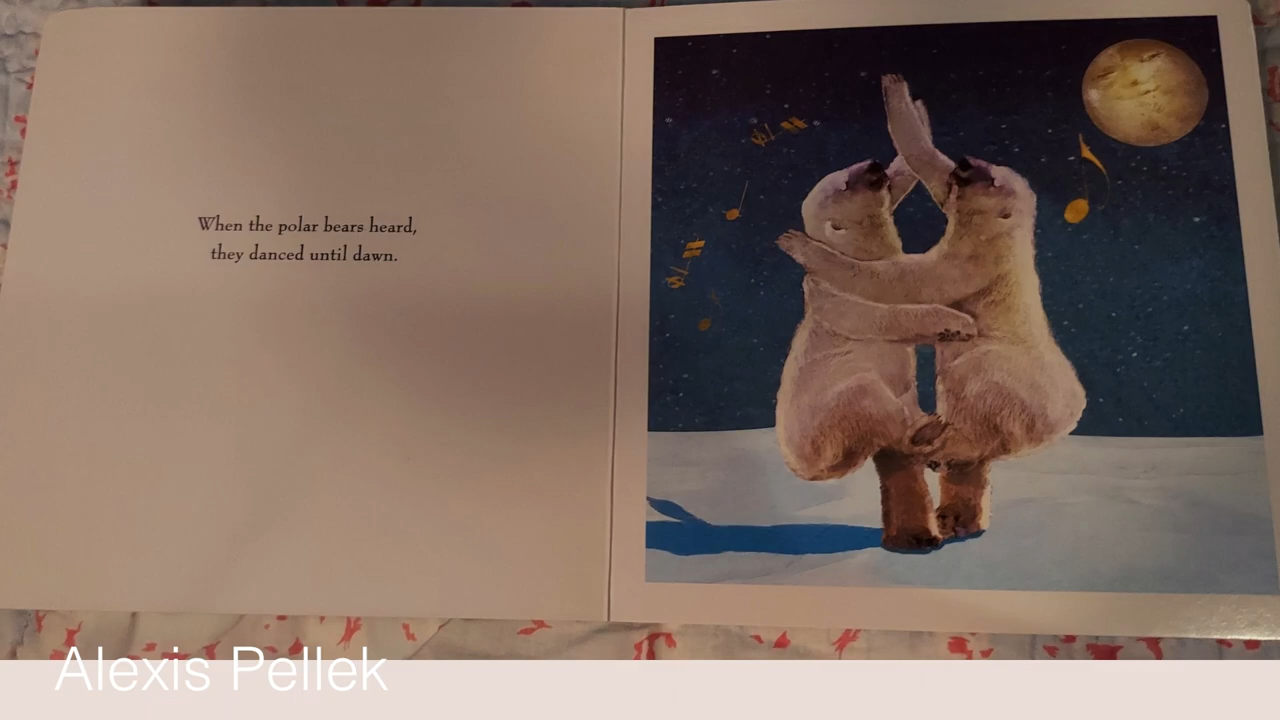 When the polar bears heard,
they danced until dawn.
Alexis Pellek